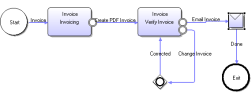 Start
Invoice
Invoice
Invoicing
Create PDF Invoice
Invoice
Verify Invoice
Email Invoice
Done
Corrected
Change Invoice
Exit